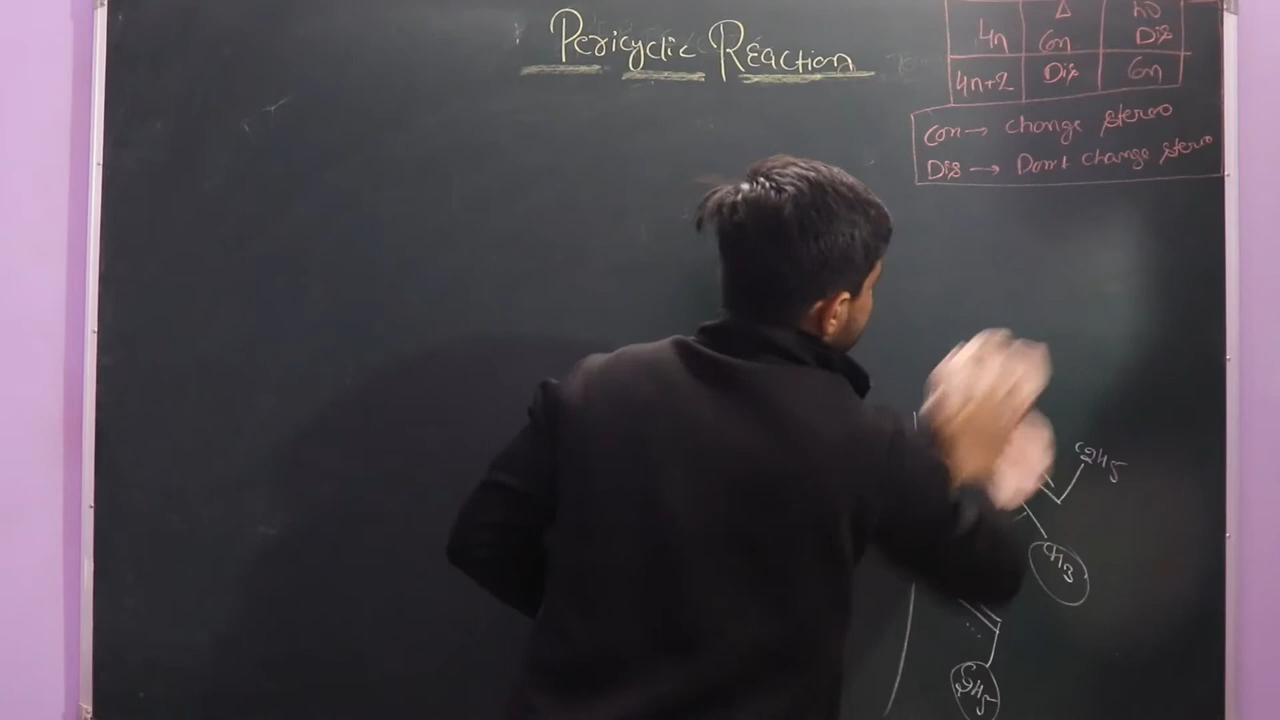 Pericyclic Reaction
Δ hυ
4n Con Dis
4n+2 Dis Con
Con → change stereo
Dis → Don't change stereo
C2H5
CH3
C2H5